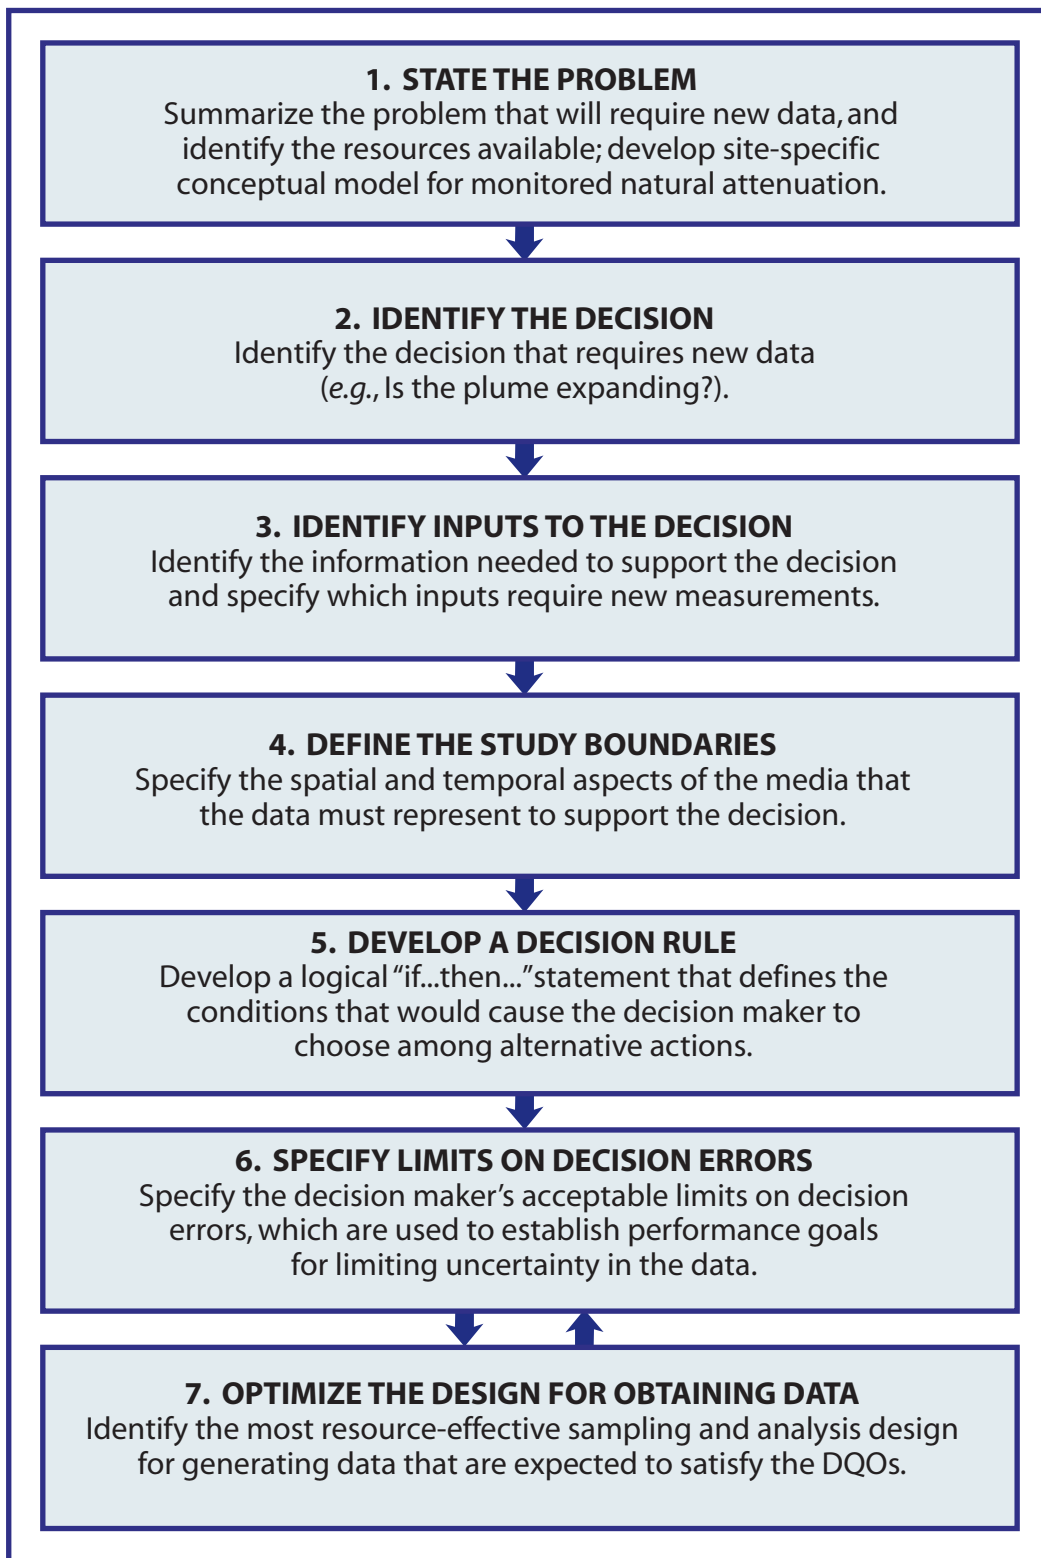 1. STATE THE PROBLEM
Summarize the problem that will require new data, and
identify the resources available; develop site-specific
conceptual model for monitored natural attenuation.
2. IDENTIFY THE DECISION
Identify the decision that requires new data
(e.g., Is the plume expanding?).
3. IDENTIFY INPUTS TO THE DECISION
Identify the information needed to support the decision
and specify which inputs require new measurements.
4. DEFINE THE STUDY BOUNDARIES
Specify the spatial and temporal aspects of the media that
the data must represent to support the decision.
5. DEVELOP A DECISION RULE
Develop a logical “if...then...” statement that defines the
conditions that would cause the decision maker to
choose among alternative actions.
6. SPECIFY LIMITS ON DECISION ERRORS
Specify the decision maker’s acceptable limits on decision
errors, which are used to establish performance goals
for limiting uncertainty in the data.
7. OPTIMIZE THE DESIGN FOR OBTAINING DATA
Identify the most resource-effective sampling and analysis design
for generating data that are expected to satisfy the DQOs.